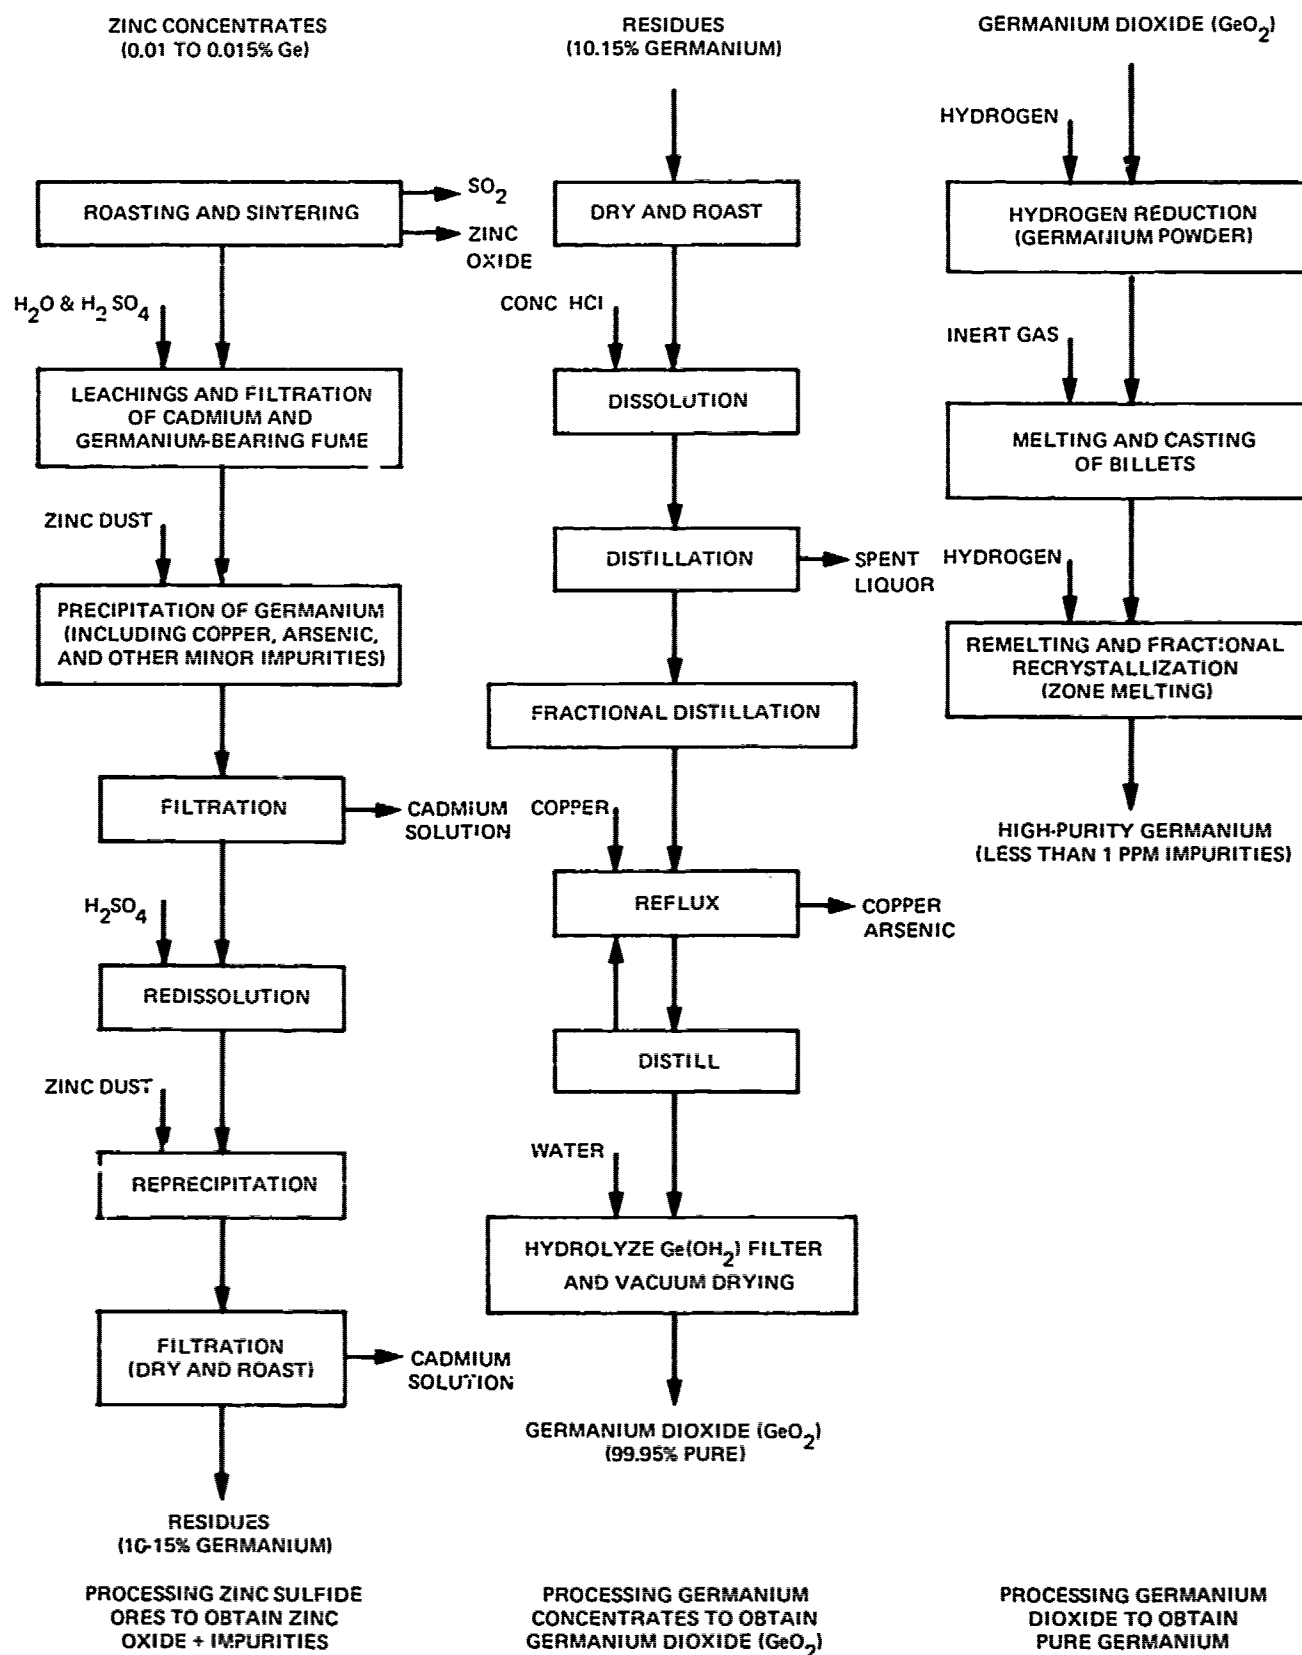 ZINC CONCENTRATES
(0.01 TO 0.015% Ge)
ROASTING AND SINTERING
SO2
ZINC
OXIDE
H2O & H2SO4
LEACHINGS AND FILTRATION
OF CADMIUM AND
GERMANIUM-BEARING FUME
ZINC DUST
PRECIPITATION OF GERMANIUM
(INCLUDING COPPER, ARSENIC,
AND OTHER MINOR IMPURITIES)
FILTRATION
CADMIUM
SOLUTION
H2SO4
REDISSOLUTION
ZINC DUST
REPRECIPITATION
FILTRATION
(DRY AND ROAST)
CADMIUM
SOLUTION
RESIDUES
(10-15% GERMANIUM)
PROCESSING ZINC SULFIDE
ORES TO OBTAIN ZINC
OXIDE + IMPURITIES
RESIDUES
(10.15% GERMANIUM)
DRY AND ROAST
CONC HCl
DISSOLUTION
DISTILLATION
SPENT
LIQUOR
FRACTIONAL DISTILLATION
COPPER
REFLUX
COPPER
ARSENIC
DISTILL
WATER
HYDROLYZE Ge(OH2) FILTER
AND VACUUM DRYING
GERMANIUM DIOXIDE (GeO2)
(99.95% PURE)
PROCESSING GERMANIUM
CONCENTRATES TO OBTAIN
GERMANIUM DIOXIDE (GeO2)
GERMANIUM DIOXIDE (GeO2)
HYDROGEN
HYDROGEN REDUCTION
(GERMANIUM POWDER)
INERT GAS
MELTING AND CASTING
OF BILLETS
HYDROGEN
REMELTING AND FRACTIONAL
RECRYSTALLIZATION
(ZONE MELTING)
HIGH-PURITY GERMANIUM
(LESS THAN 1 PPM IMPURITIES)
PROCESSING GERMANIUM
DIOXIDE TO OBTAIN
PURE GERMANIUM